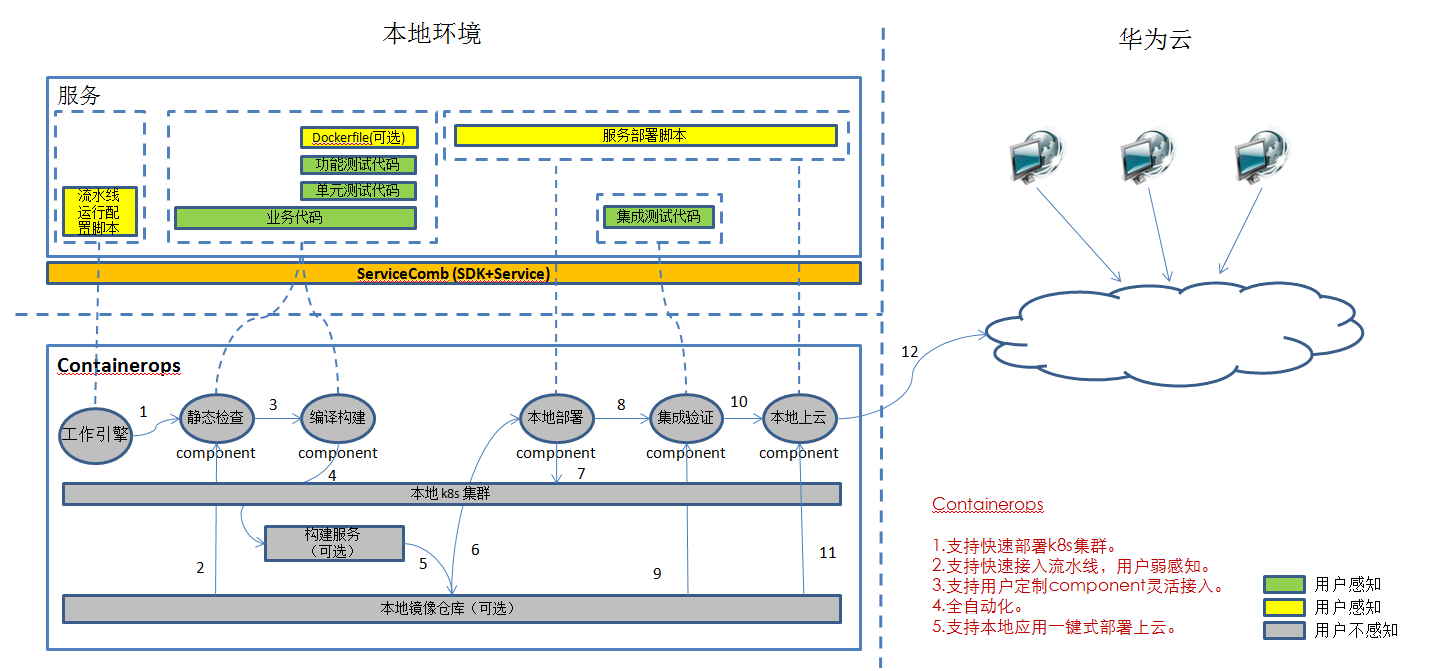 本地环境
华为云
服务
Dockerfile(可选)
功能测试代码
单元测试代码
业务代码
流水线
运行配
置脚本
服务部署脚本
集成测试代码
ServiceComb (SDK+Service)
Containerops
工作引擎
1
静态检查
component
3
编译构建
component
4
本地部署
component
7
8
集成验证
component
10
本地上云
component
12
本地 k8s 集群
构建服务
（可选）
2
5
6
9
11
本地镜像仓库（可选）
Containerops
1.支持快速部署k8s集群。
2.支持快速接入流水线，用户弱感知。
3.支持用户定制component灵活接入。
4.全自动化。
5.支持本地应用一键式部署上云。
用户感知
用户感知
用户不感知